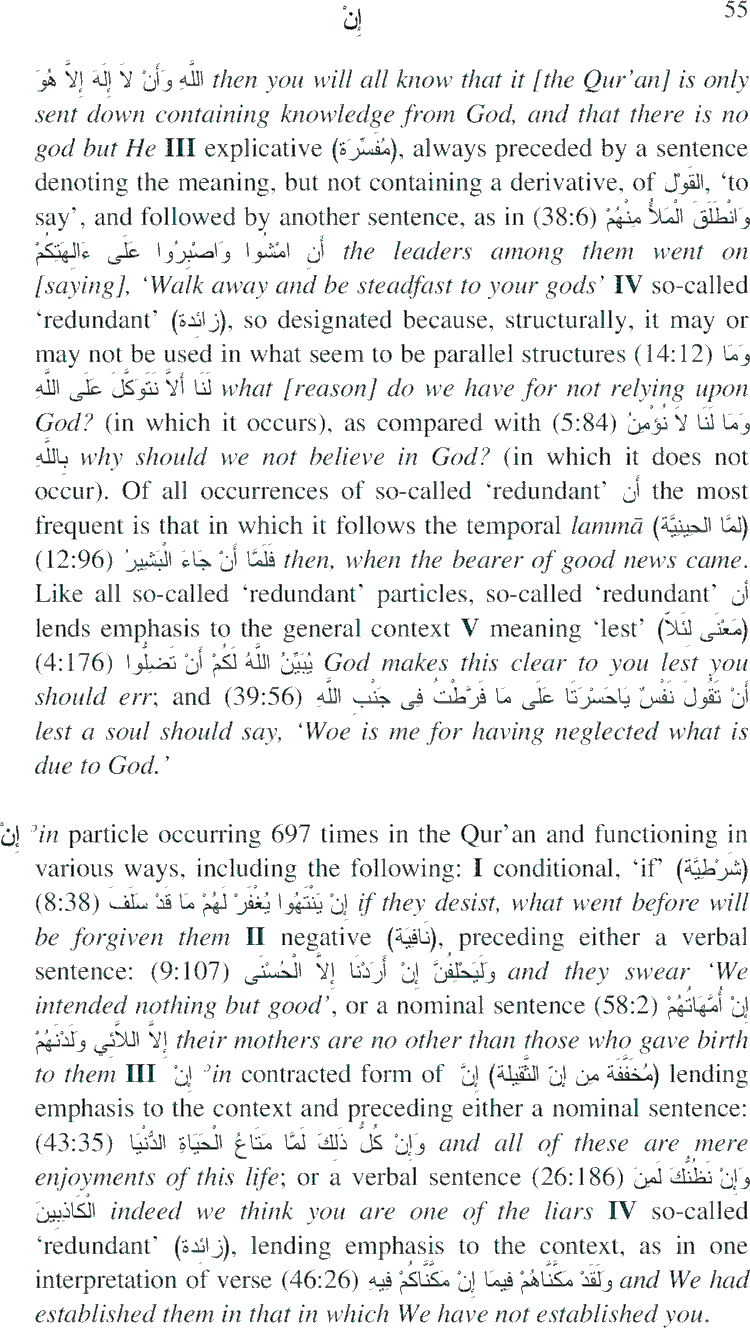 إِنْ 55
اللَّهِ وَأَنْ لاَ إِلَهَ إِلاَّ هُوَ then you will all know that it [the Qur'an] is only
sent down containing knowledge from God, and that there is no
god but He III explicative (مُفَسِّرَة), always preceded by a sentence
denoting the meaning, but not containing a derivative, of القَوْل, 'to
say', and followed by another sentence, as in (38:6) وَانْطَلَقَ الْمَلأُ مِنْهُمْ
أَنِ امْشُوا وَاصْبِرُوا عَلَى ءَالِهَتِكُمْ the leaders among them went on
[saying], 'Walk away and be steadfast to your gods' IV so-called
'redundant' (زائِدة), so designated because, structurally, it may or
may not be used in what seem to be parallel structures (14:12) وَمَا
لَنَا أَلاَّ نَتَوَكَّلَ عَلَى اللَّهِ what [reason] do we have for not relying upon
God? (in which it occurs), as compared with (5:84) وَمَا لَنَا لاَ نُؤْمِنُ
بِاللَّهِ why should we not believe in God? (in which it does not
occur). Of all occurrences of so-called 'redundant' أن the most
frequent is that in which it follows the temporal lammā (لمَّا الحينِيَّة)
(12:96) فَلَمَّا أَنْ جَاءَ الْبَشِيرُ then, when the bearer of good news came.
Like all so-called 'redundant' particles, so-called 'redundant' أن
lends emphasis to the general context V meaning 'lest' (مَعْنَى لِئَلاَّ)
(4:176) يُبَيِّنُ اللَّهُ لَكُمْ أَنْ تَضِلُّوا God makes this clear to you lest you
should err; and (39:56) أَنْ تَقُولَ نَفْسٌ يَاحَسْرَتَا عَلَى مَا فَرَّطْتُ فِى جَنْبِ اللَّهِ
lest a soul should say, 'Woe is me for having neglected what is
due to God.'
إِنْ ʾin particle occurring 697 times in the Qur'an and functioning in
various ways, including the following: I conditional, 'if' (شَرْطِيَّة)
(8:38) إِنْ يَنْتَهُوا يُغْفَرْ لَهُمْ مَا قَدْ سَلَفَ if they desist, what went before will
be forgiven them II negative (نَافِيَة), preceding either a verbal
sentence: (9:107) وَلَيَحْلِفُنَّ إِنْ أَرَدْنَا إِلاَّ الْحُسْنَى and they swear 'We
intended nothing but good', or a nominal sentence (58:2) إِنْ أُمَّهَاتُهُمْ
إِلاَّ اللاَّئِي وَلَدْنَهُمْ their mothers are no other than those who gave birth
to them III إِنْ ʾin contracted form of إِنَّ (مُخَفَّفَة مِن إِنّ الثَّقِيلة) lending
emphasis to the context and preceding either a nominal sentence:
(43:35) وَإِنْ كُلُّ ذَلِكَ لَمَّا مَتَاعُ الْحَيَاةِ الدُّنْيَا and all of these are mere
enjoyments of this life; or a verbal sentence (26:186) وَإِنْ نَظُنُّكَ لَمِنَ
الْكَاذِبِينَ indeed we think you are one of the liars IV so-called
'redundant' (زائِدة), lending emphasis to the context, as in one
interpretation of verse (46:26) وَلَقَدْ مَكَّنَّاهُمْ فِيمَا إِنْ مَكَّنَّاكُمْ فِيهِ and We had
established them in that in which We have not established you.